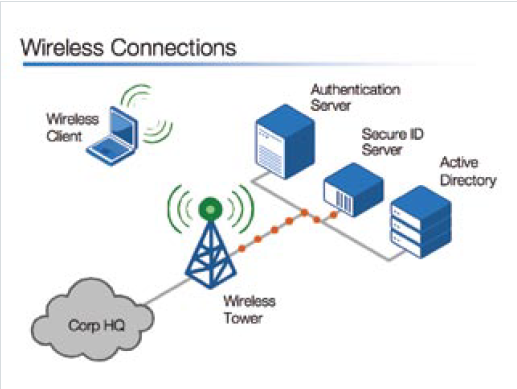 Wireless Connections
Authentication
Server
Wireless
Client
Secure ID
Server
Active
Directory
Wireless
Tower
Corp HQ